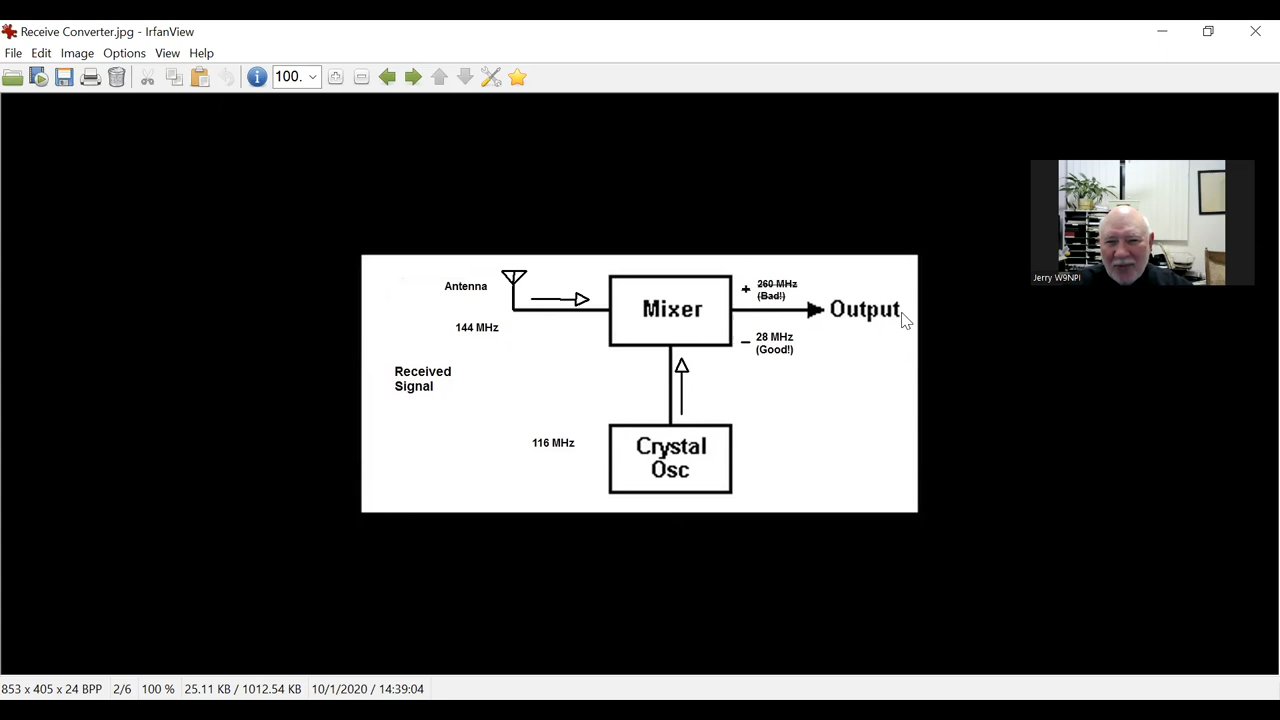 Receive Converter.jpg - IrfanView
File Edit Image Options View Help
100.
Antenna
144 MHz
Received
Signal
Mixer
+ 260 MHz
(Bad!)
Output
− 28 MHz
(Good!)
116 MHz
Crystal
Osc
Jerry W9NPI
853 x 405 x 24 BPP 2/6 100 % 25.11 KB / 1012.54 KB 10/1/2020 / 14:39:04